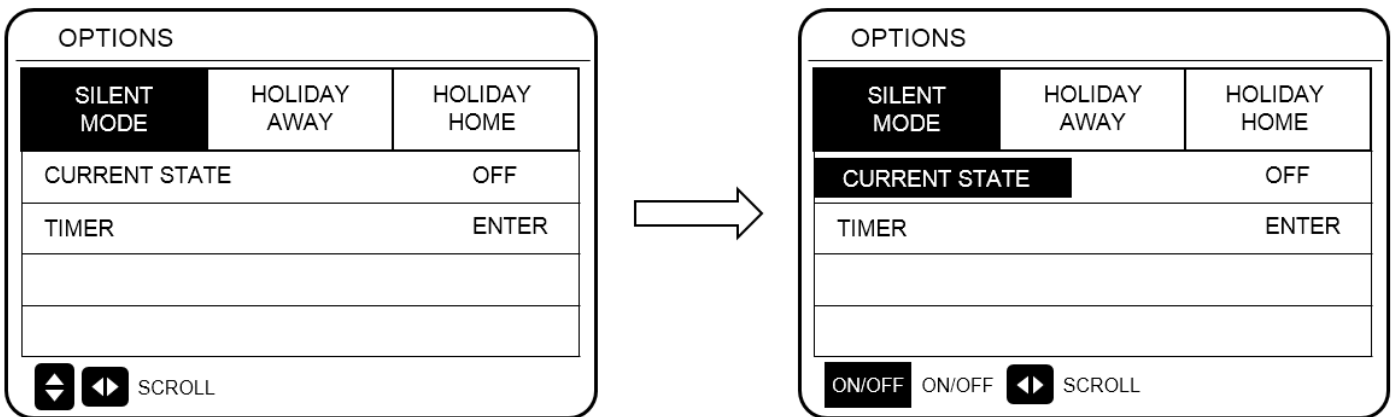 OPTIONS
SILENT MODE
HOLIDAY AWAY
HOLIDAY HOME
CURRENT STATE OFF
TIMER ENTER
SCROLL
OPTIONS
SILENT MODE
HOLIDAY AWAY
HOLIDAY HOME
CURRENT STATE OFF
TIMER ENTER
ON/OFF ON/OFF SCROLL